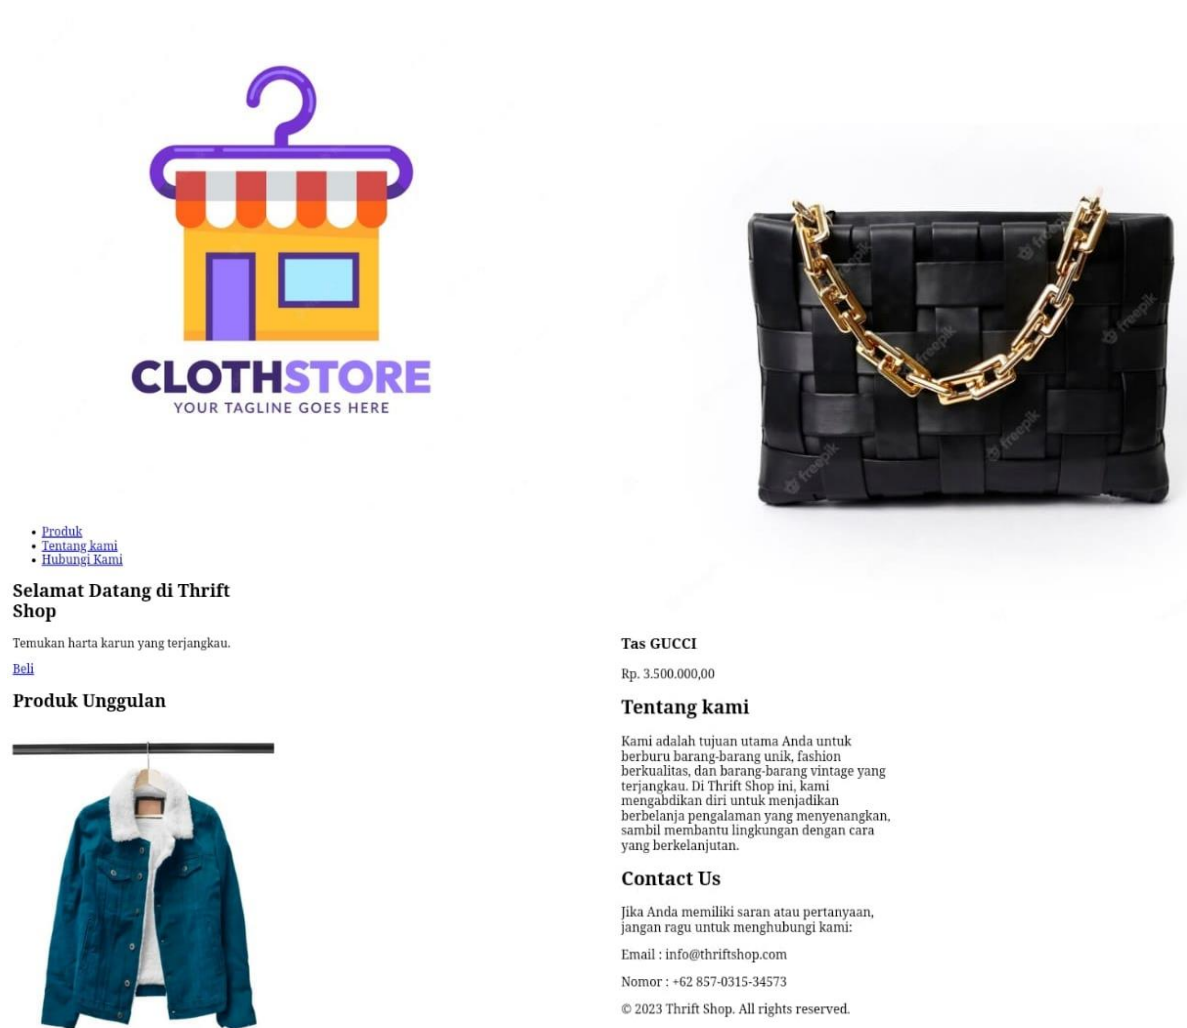 CLOTHSTORE
YOUR TAGLINE GOES HERE
Produk
Tentang kami
Hubungi Kami
Selamat Datang di Thrift
Shop
Temukan harta karun yang terjangkau.
Beli
Produk Unggulan
freepik
freepik
freepik
freepik
freepik
Tas GUCCI
Rp. 3.500.000,00
Tentang kami
Kami adalah tujuan utama Anda untuk
berburu barang-barang unik, fashion
berkualitas, dan barang-barang vintage yang
terjangkau. Di Thrift Shop ini, kami
mengabdikan diri untuk menjadikan
berbelanja pengalaman yang menyenangkan,
sambil membantu lingkungan dengan cara
yang berkelanjutan.
Contact Us
Jika Anda memiliki saran atau pertanyaan,
jangan ragu untuk menghubungi kami:
Email : info@thriftshop.com
Nomor : +62 857-0315-34573
© 2023 Thrift Shop. All rights reserved.